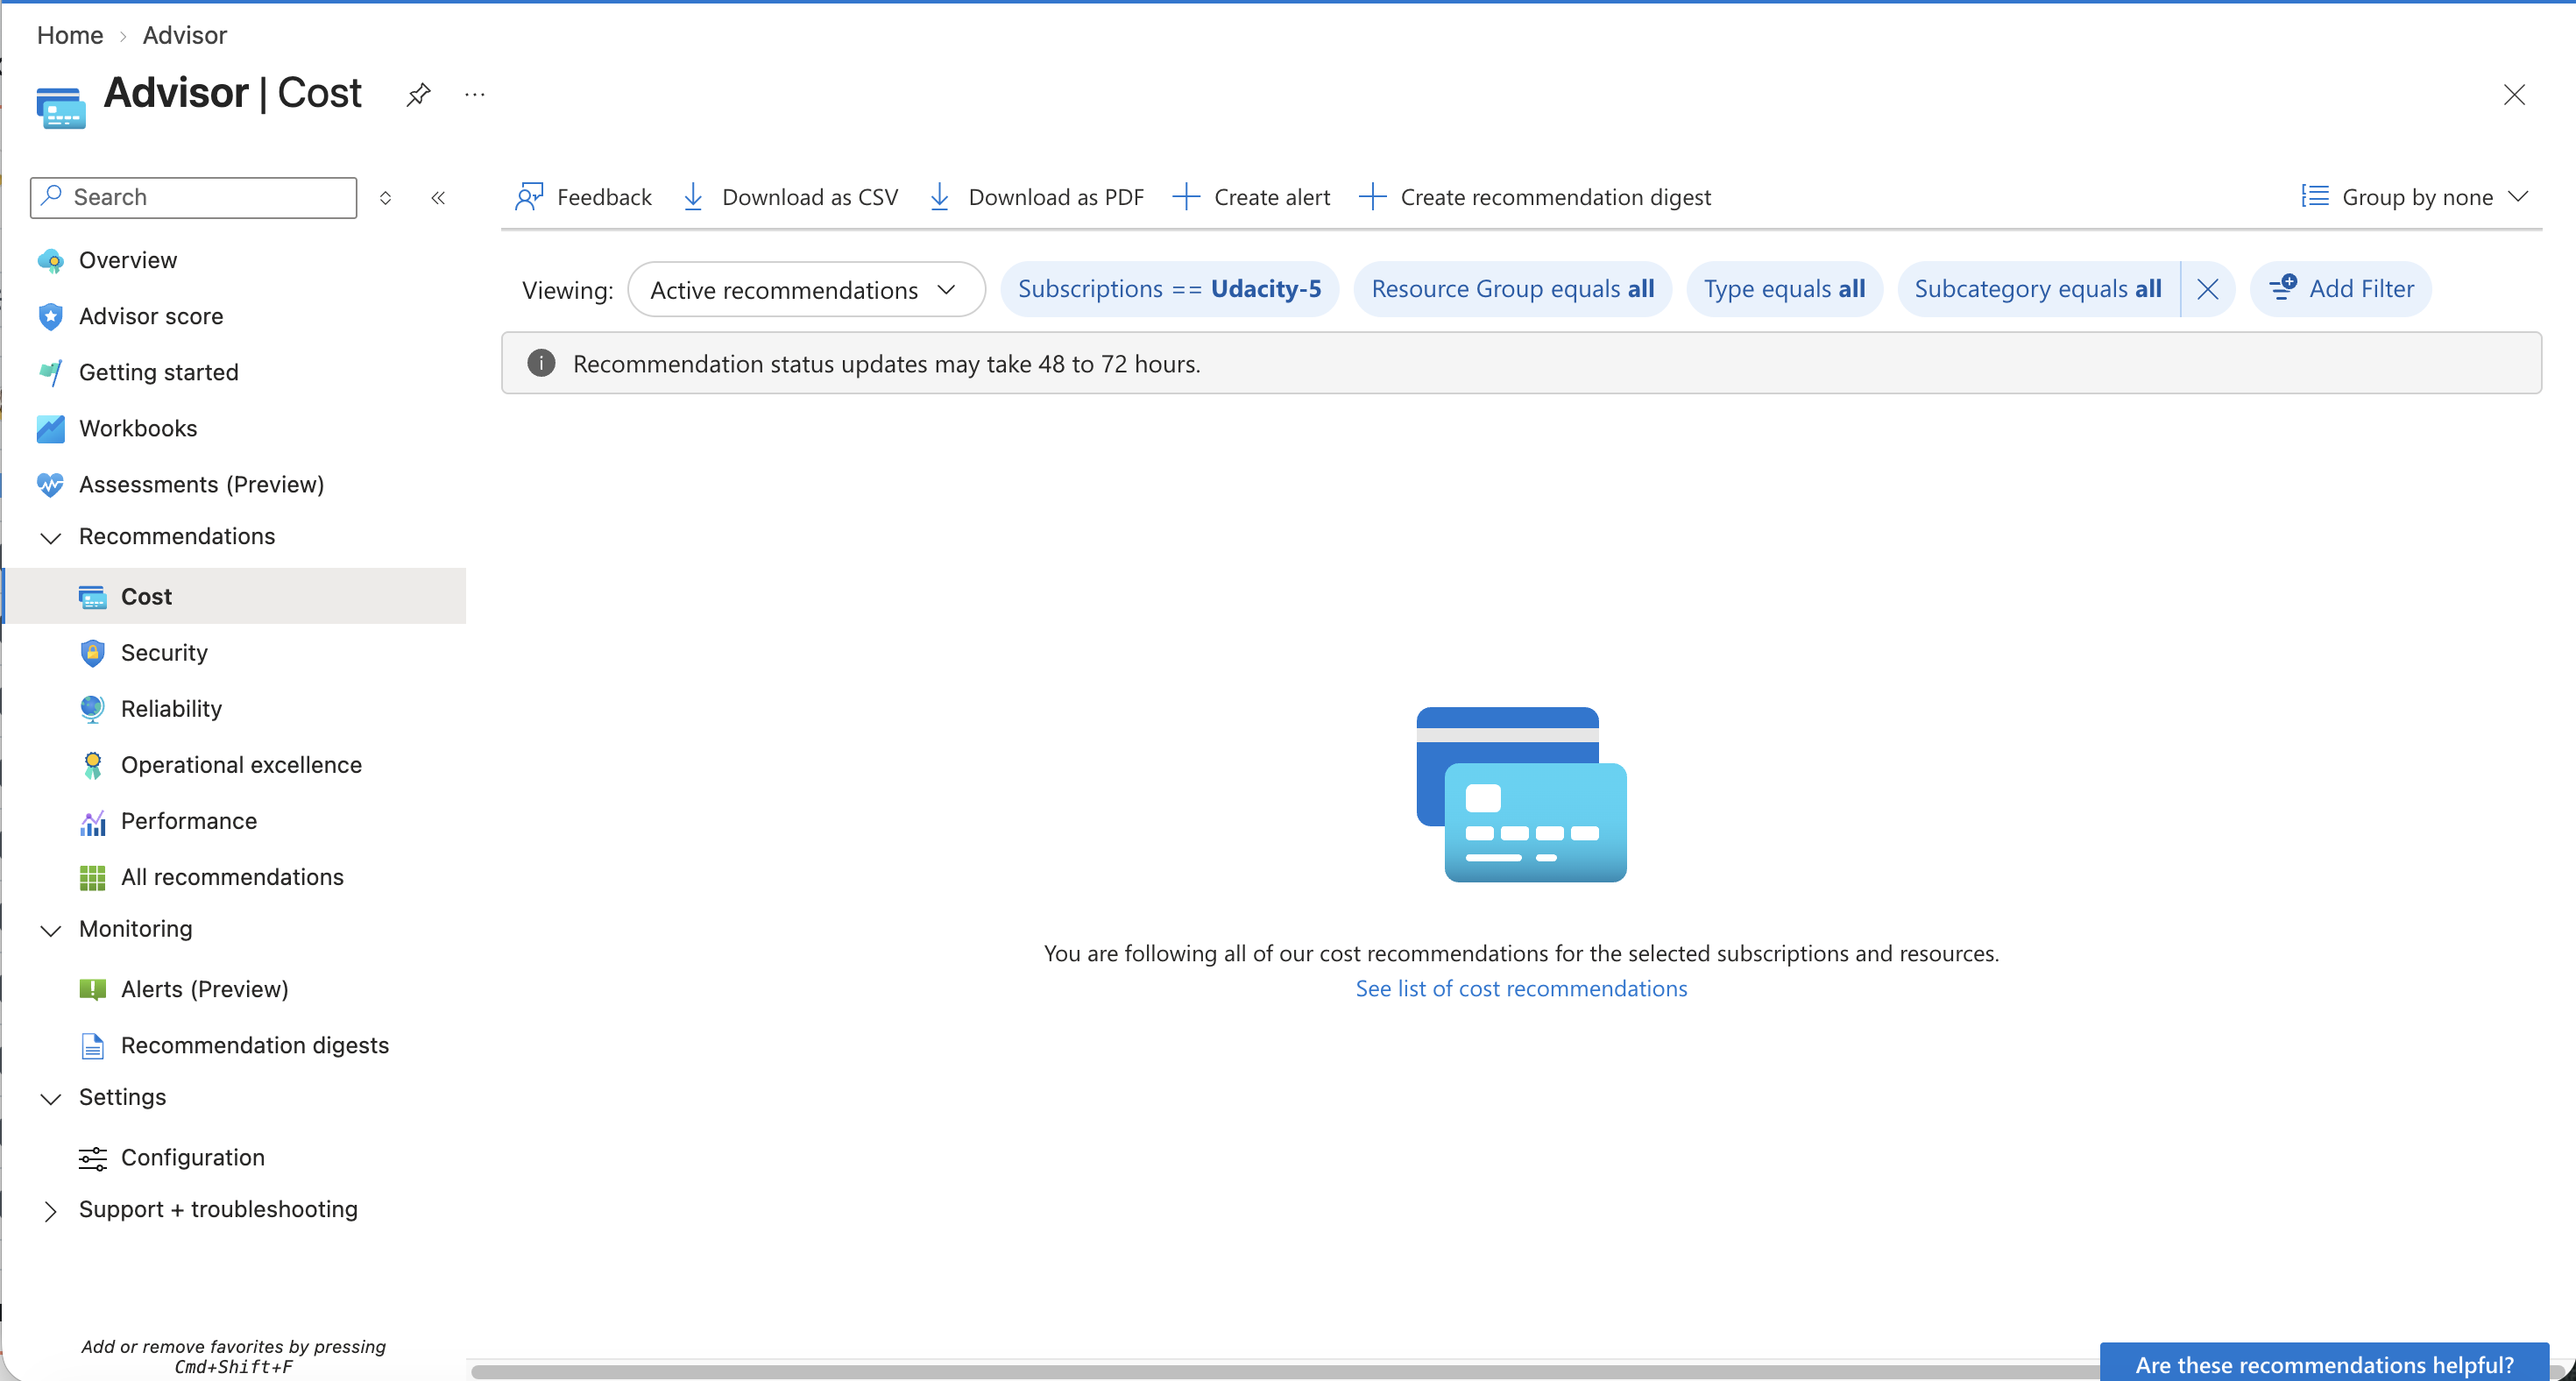 Home > Advisor
Advisor | Cost
Search
Feedback Download as CSV Download as PDF Create alert Create recommendation digest Group by none
Overview
Advisor score
Getting started
Workbooks
Assessments (Preview)
Recommendations
Cost
Security
Reliability
Operational excellence
Performance
All recommendations
Monitoring
Alerts (Preview)
Recommendation digests
Settings
Configuration
Support + troubleshooting
Add or remove favorites by pressing
Cmd+Shift+F
Viewing: Active recommendations Subscriptions == Udacity-5 Resource Group equals all Type equals all Subcategory equals all Add Filter
Recommendation status updates may take 48 to 72 hours.
You are following all of our cost recommendations for the selected subscriptions and resources.
See list of cost recommendations
Are these recommendations helpful?